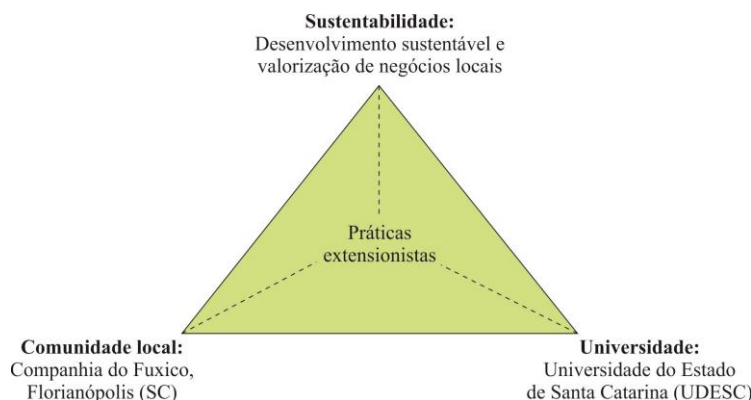 Sustentabilidade:
Desenvolvimento sustentável e
valorização de negócios locais
Práticas
extensionistas
Comunidade local:
Companhia do Fuxico,
Florianópolis (SC)
Universidade:
Universidade do Estado
de Santa Catarina (UDESC)